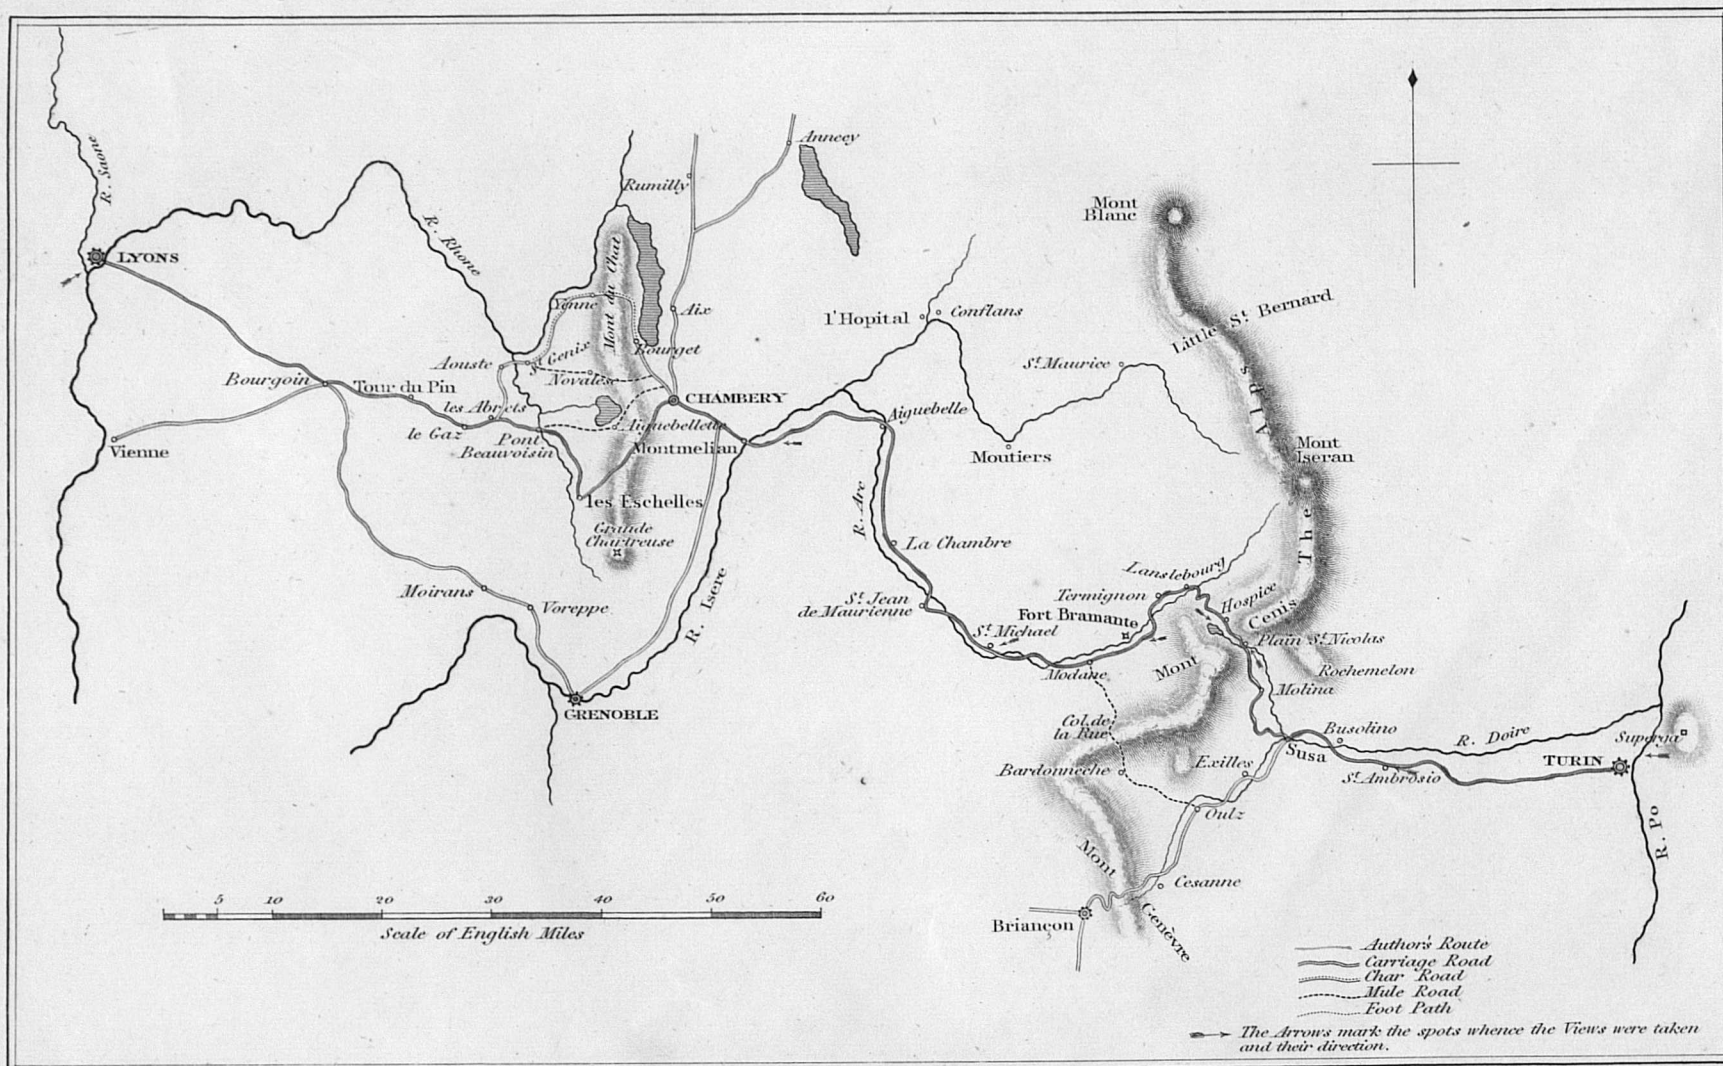 R. Saone
LYONS
R. Rhone
Rumilly
Annecy
Mont
Blanc
Yenne
Mont du Chat
Aix
l'Hopital
Conflans
Little St. Bernard
Aouste
St. Genix
Bourget
Bourgoin
Tour du Pin
Novalese
St. Maurice
The Alps
les Abrets
CHAMBERY
Aiguebelle
le Gaz
Pont
Beauvoisin
Aiguebellette
Montmelian
Vienne
Moutiers
Mont
Iseran
les Eschelles
R. Arc
Grande
Chartreuse
La Chambre
Moirans
Voreppe
R. Isere
St. Jean
de Maurienne
Lanslebourg
Termignon
Hospice
Fort Bramante
Mont Cenis
St. Michael
Plain St. Nicolas
Modane
Rochemelon
Molina
GRENOBLE
Col. de
la Rue
Busolino
R. Doire
Superga
Susa
Exilles
Bardonneche
St. Ambrosio
TURIN
Oulz
R. Po
Mont Genèvre
Cesanne
Briançon
5 10 20 30 40 50 60
Scale of English Miles
Author's Route
Carriage Road
Char Road
Mule Road
Foot Path
The Arrows mark the spots whence the Views were taken
and their direction.